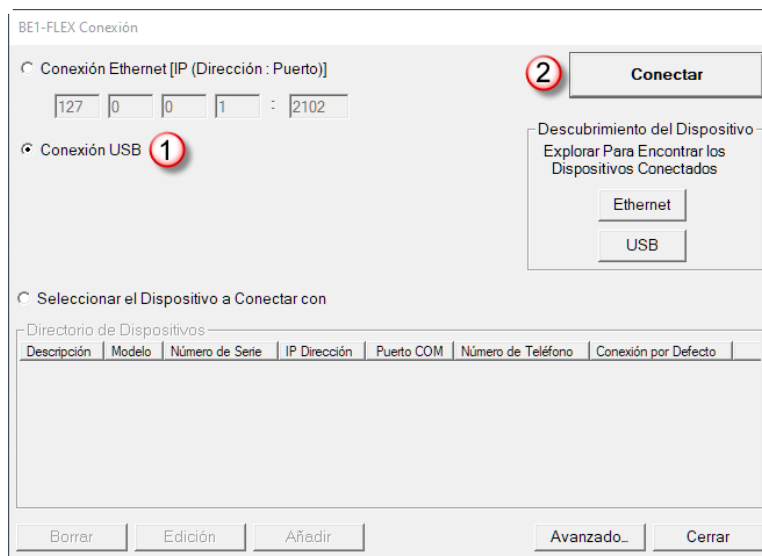 BE1-FLEX Conexión
Conexión Ethernet [IP (Dirección : Puerto)]
127 0 0 1 : 2102
2
Conectar
Conexión USB 1
Descubrimiento del Dispositivo
Explorar Para Encontrar los
Dispositivos Conectados
Ethernet
USB
Seleccionar el Dispositivo a Conectar con
Directorio de Dispositivos
Descripción Modelo Número de Serie IP Dirección Puerto COM Número de Teléfono Conexión por Defecto
Borrar Edición Añadir Avanzado... Cerrar